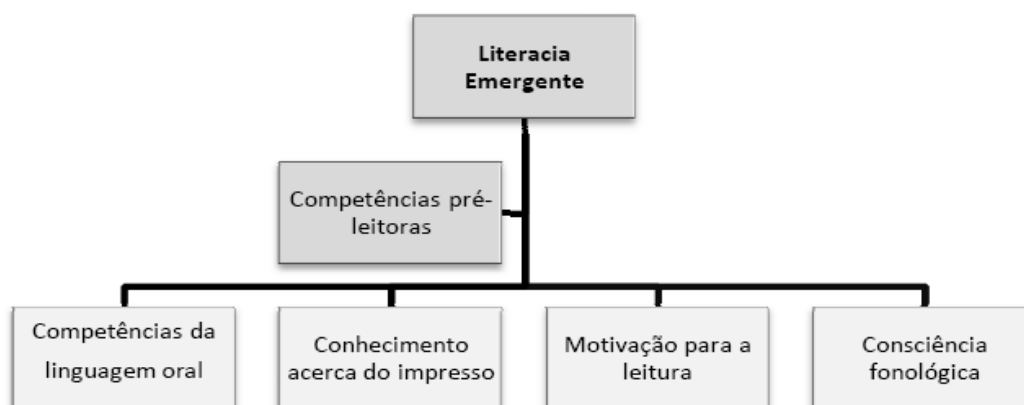 Literacia
Emergente
Competências pré-
leitoras
Competências da
linguagem oral
Conhecimento
acerca do impresso
Motivação para a
leitura
Consciência
fonológica